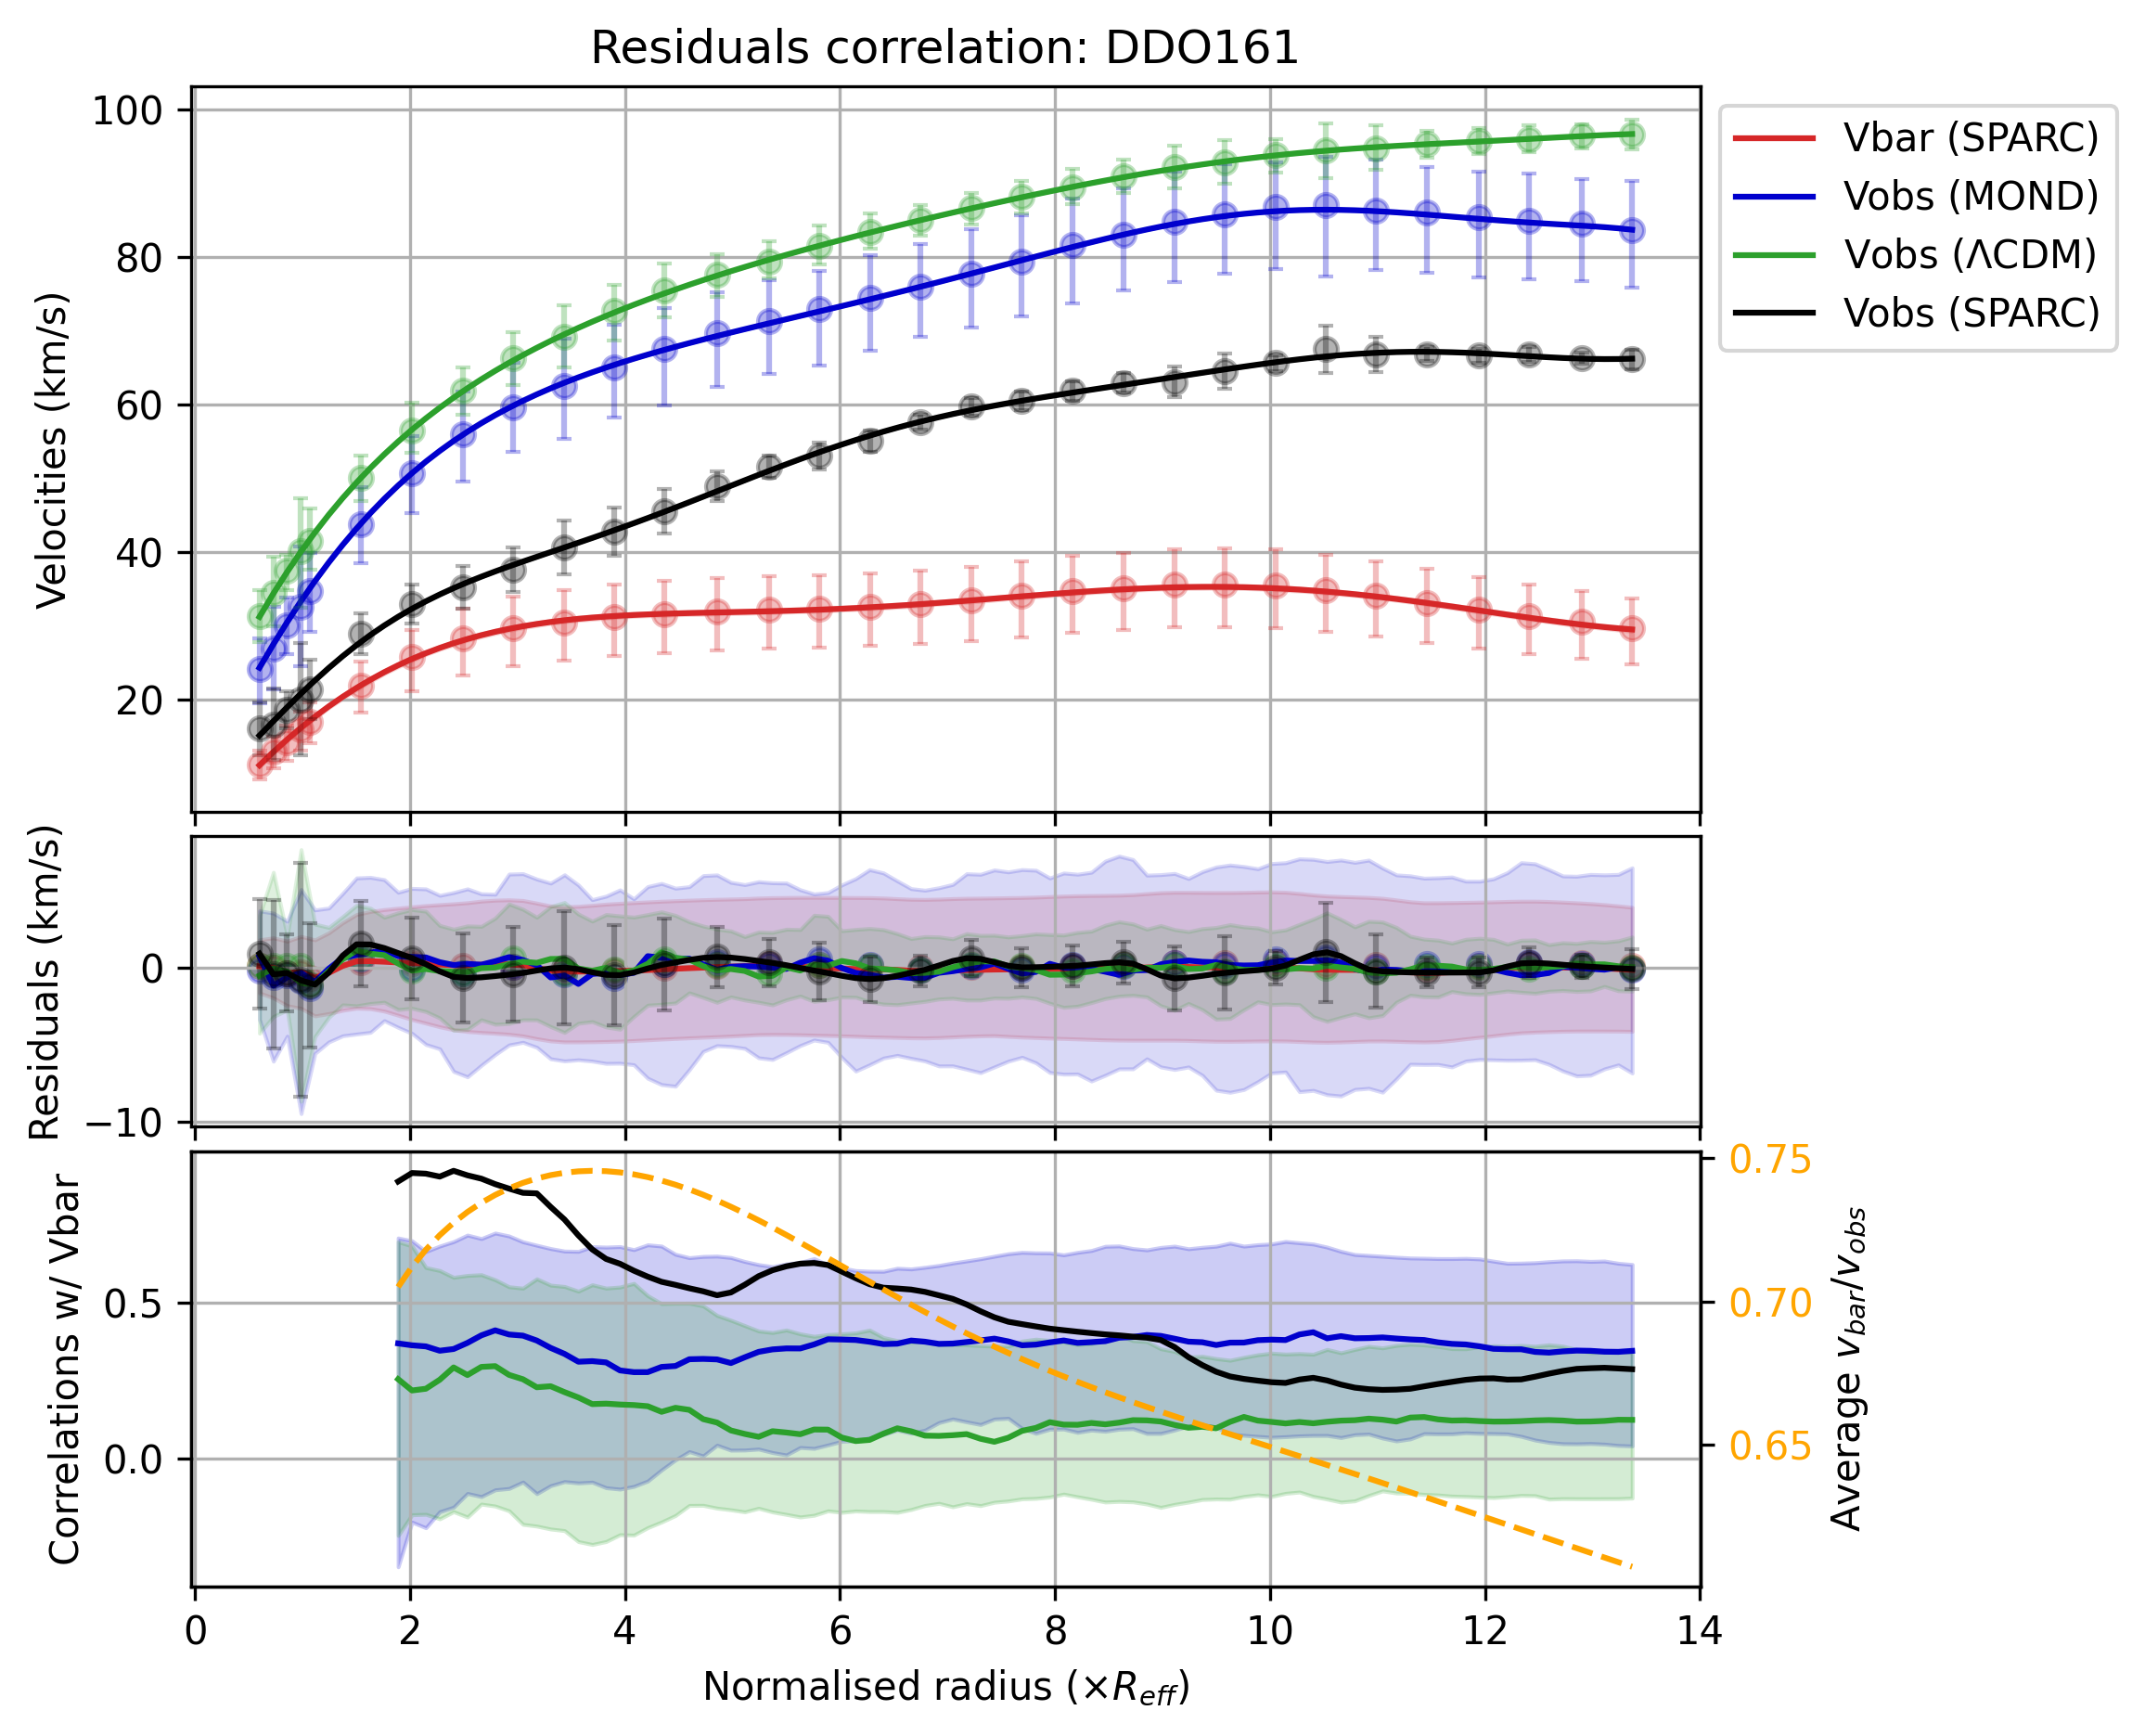 Residuals correlation: DDO161
100
80
60
40
20
Velocities (km/s)
Vbar (SPARC)
Vobs (MOND)
Vobs (ΛCDM)
Vobs (SPARC)
0
−10
Residuals (km/s)
0.5
0.0
Correlations w/ Vbar
0.75
0.70
0.65
Average v_bar/v_obs
0 2 4 6 8 10 12 14
Normalised radius (×R_eff)